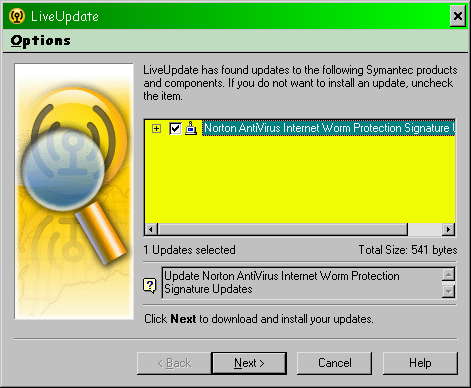 LiveUpdate
Options
LiveUpdate has found updates to the following Symantec products
and components. If you do not want to install an update, uncheck
the item.
Norton AntiVirus Internet Worm Protection Signature U
1 Updates selected
Total Size: 541 bytes
Update Norton AntiVirus Internet Worm Protection
Signature Updates
Click Next to download and install your updates.
< Back
Next >
Cancel
Help